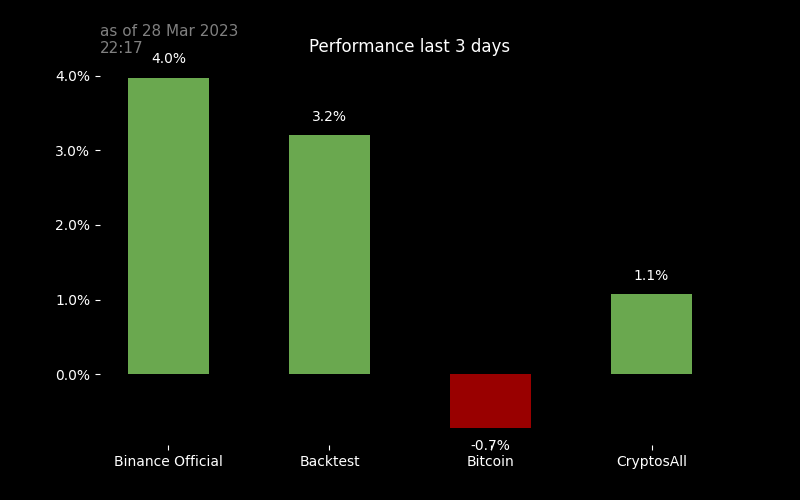 as of 28 Mar 2023
22:17
Performance last 3 days
4.0%
3.2%
1.1%
-0.7%
4.0%
3.0%
2.0%
1.0%
0.0%
Binance Official
Backtest
Bitcoin
CryptosAll